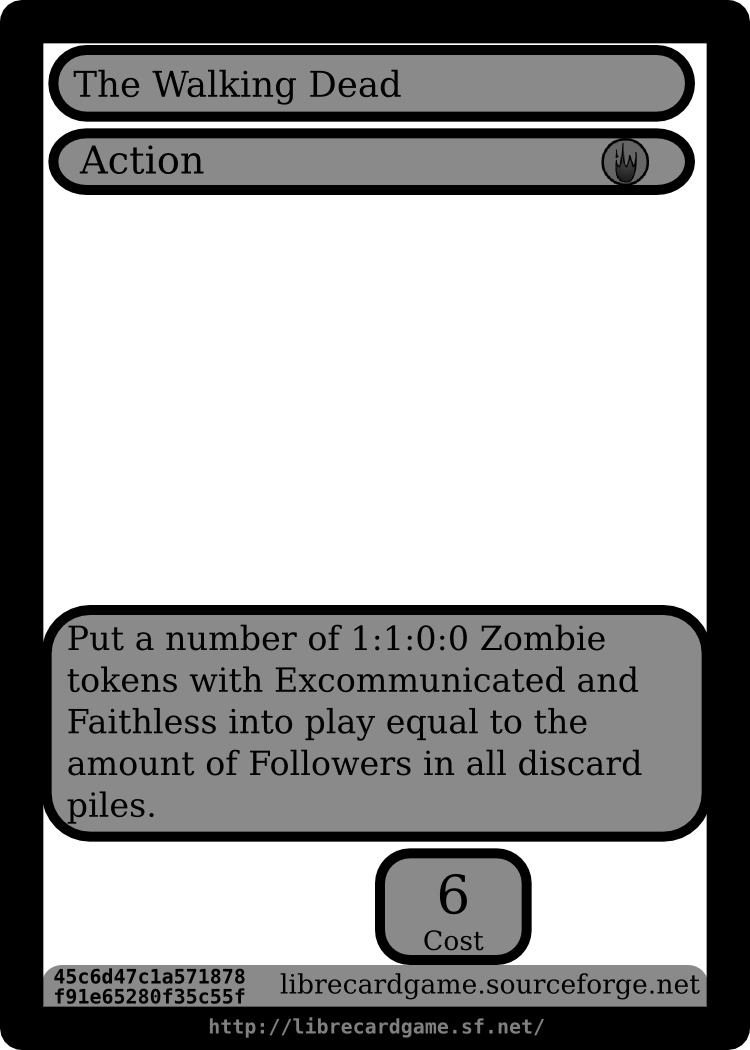 The Walking Dead
Action
Put a number of 1:1:0:0 Zombie
tokens with Excommunicated and
Faithless into play equal to the
amount of Followers in all discard
piles.
6
Cost
45c6d47c1a571878
f91e65280f35c55f
librecardgame.sourceforge.net
http://librecardgame.sf.net/